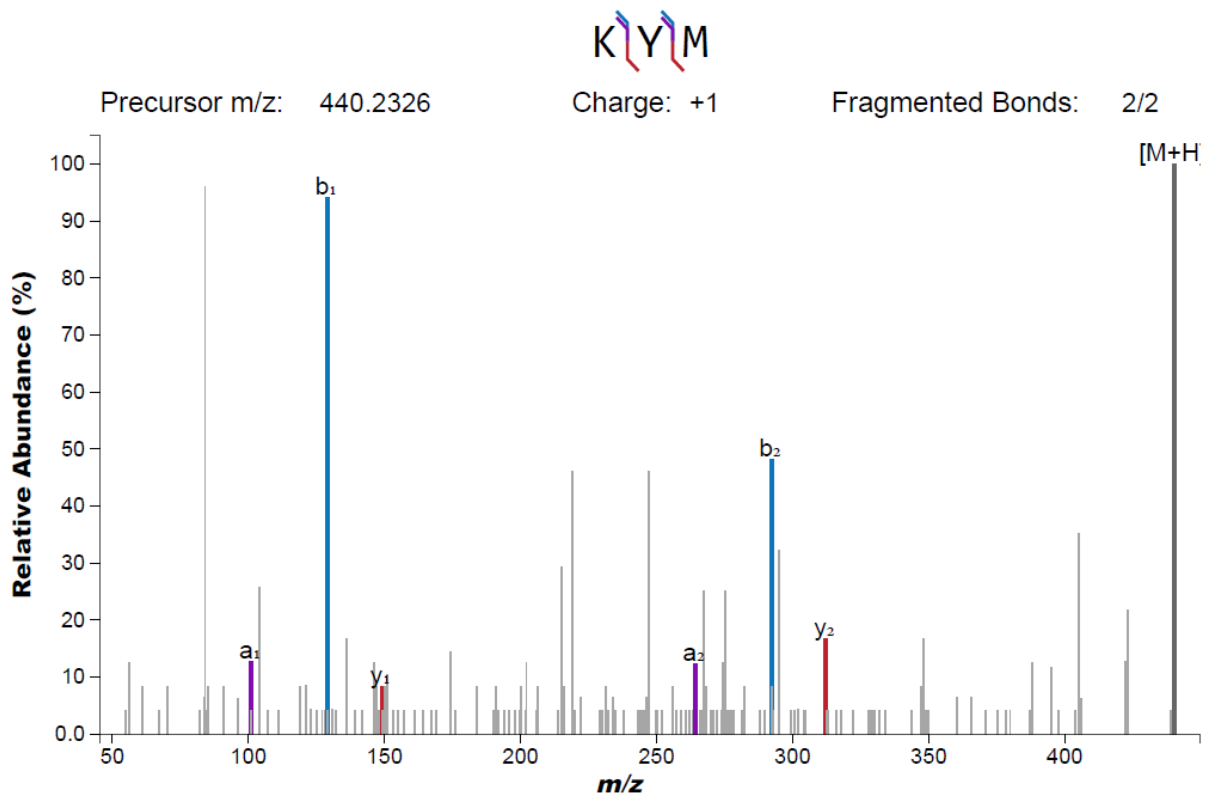 KYM
Precursor m/z: 440.2326 Charge: +1 Fragmented Bonds: 2/2
[M+H]
100
b₁
90
80
70
60
50
b₂
40
30
20
y₂
a₁
a₂
y₁
10
0.0
50 100 150 200 250 300 350 400
m/z
Relative Abundance (%)